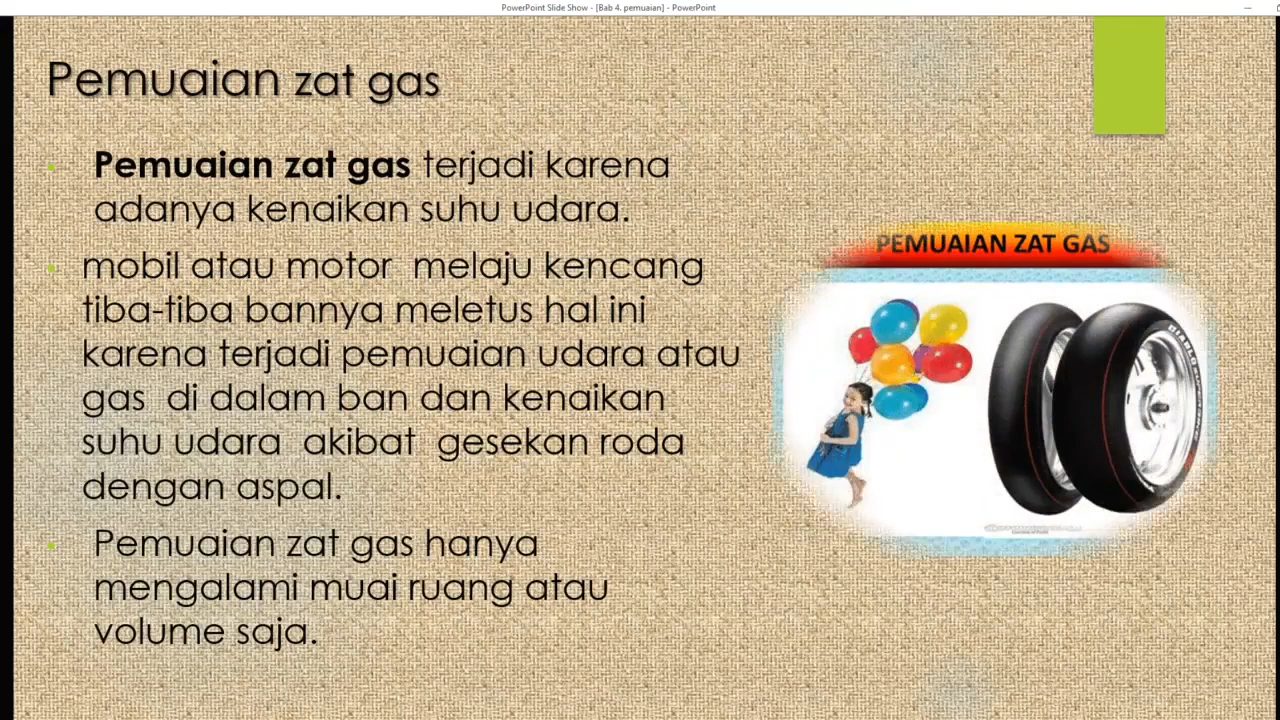 PowerPoint Slide Show - [Bab 4. pemuaian] - PowerPoint
Pemuaian zat gas
Pemuaian zat gas terjadi karena
adanya kenaikan suhu udara.
mobil atau motor melaju kencang
tiba-tiba bannya meletus hal ini
karena terjadi pemuaian udara atau
gas di dalam ban dan kenaikan
suhu udara akibat gesekan roda
dengan aspal.
Pemuaian zat gas hanya
mengalami muai ruang atau
volume saja.
PEMUAIAN ZAT GAS
DIABLO